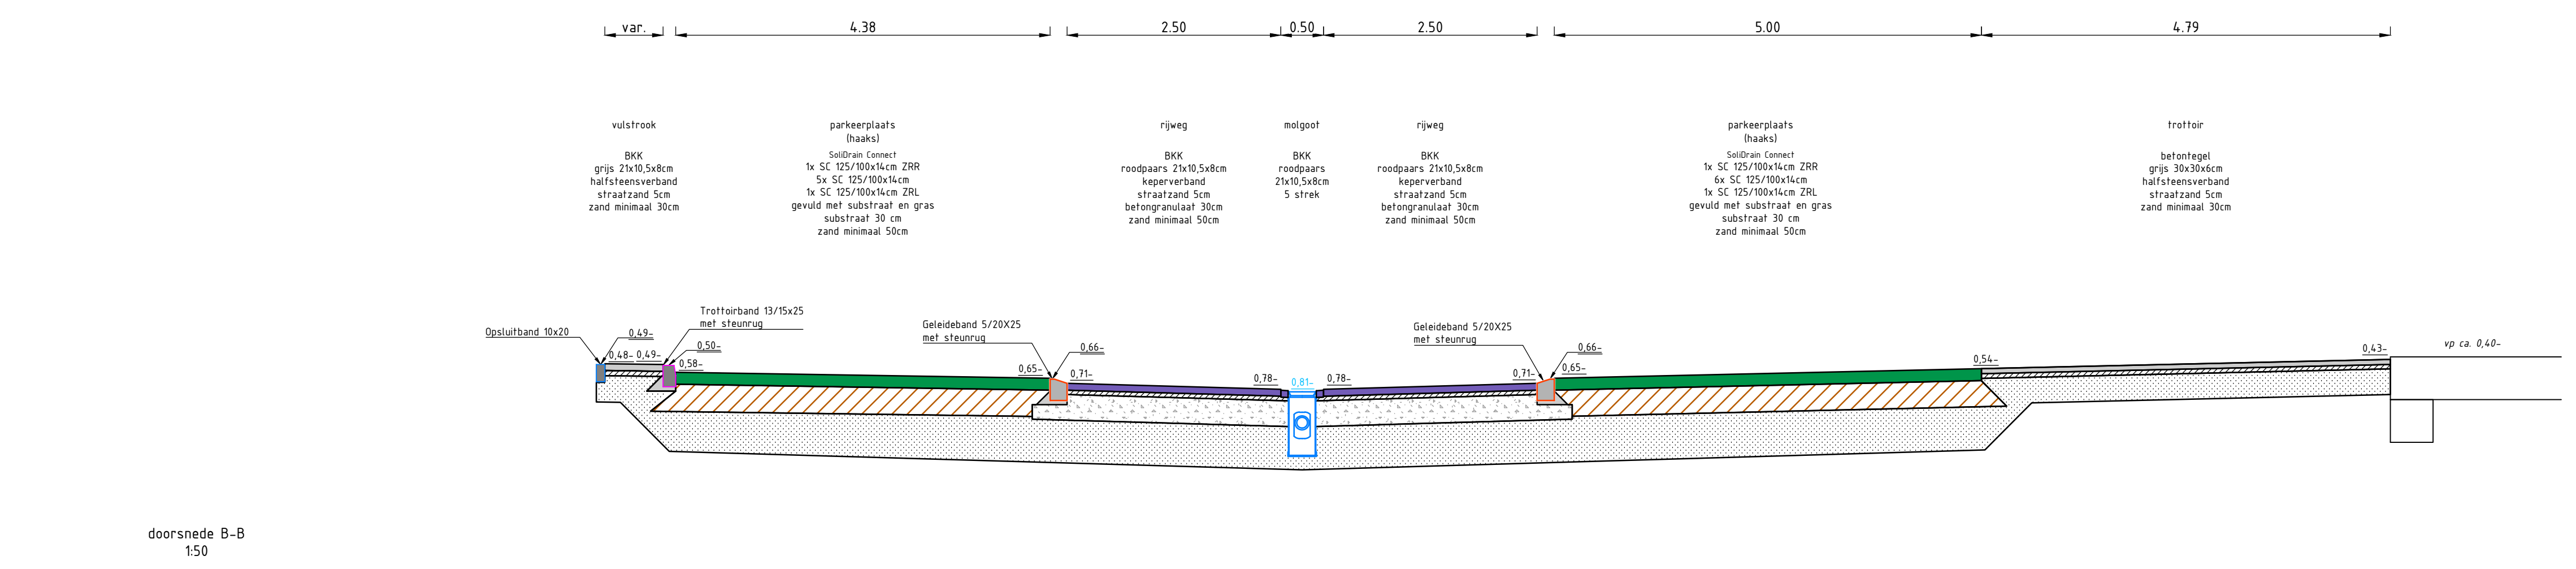 var.
4.38
2.50
0.50
2.50
5.00
4.79
vulstrook
BKK
grijs 21x10,5x8cm
halfsteensverband
straatzand 5cm
zand minimaal 30cm
parkeerplaats
(haaks)
SoliDrain Connect
1x SC 125/100x14cm ZRR
5x SC 125/100x14cm
1x SC 125/100x14cm ZRL
gevuld met substraat en gras
substraat 30 cm
zand minimaal 50cm
rijweg
BKK
roodpaars 21x10,5x8cm
keperverband
straatzand 5cm
betongranulaat 30cm
zand minimaal 50cm
molgoot
BKK
roodpaars
21x10,5x8cm
5 strek
rijweg
BKK
roodpaars 21x10,5x8cm
keperverband
straatzand 5cm
betongranulaat 30cm
zand minimaal 50cm
parkeerplaats
(haaks)
SoliDrain Connect
1x SC 125/100x14cm ZRR
6x SC 125/100x14cm
1x SC 125/100x14cm ZRL
gevuld met substraat en gras
substraat 30 cm
zand minimaal 50cm
trottoir
betontegel
grijs 30x30x6cm
halfsteensverband
straatzand 5cm
zand minimaal 30cm
Opsluitband 10x20
0,49-
0,48-
0,49-
Trottoirband 13/15x25
met steunrug
0,50-
0,58-
Geleideband 5/20X25
met steunrug
0,65-
0,66-
0,71-
0,78-
0,81-
0,78-
Geleideband 5/20X25
met steunrug
0,71-
0,66-
0,65-
0,54-
0,43-
vp ca. 0,40-
doorsnede B-B
1:50